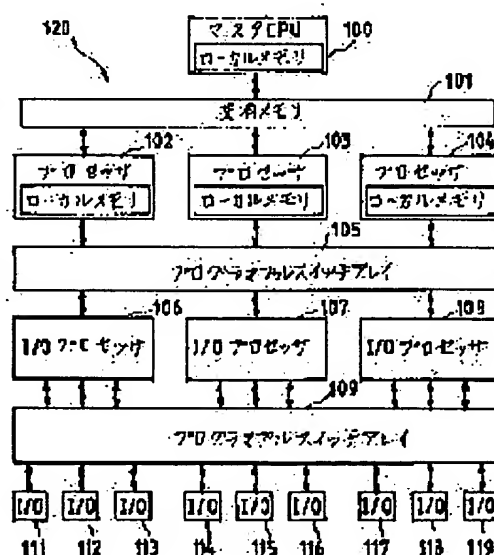 120
マスタCPU
ローカルメモリ
100
101
共有メモリ
102
プロセッサ
ローカルメモリ
103
プロセッサ
ローカルメモリ
104
プロセッサ
ローカルメモリ
105
プログラマブルスイッチアレイ
106
I/Oプロセッサ
107
I/Oプロセッサ
108
I/Oプロセッサ
109
プログラマブルスイッチアレイ
I/O I/O I/O I/O I/O I/O I/O I/O I/O
111 112 113 114 115 116 117 118 119